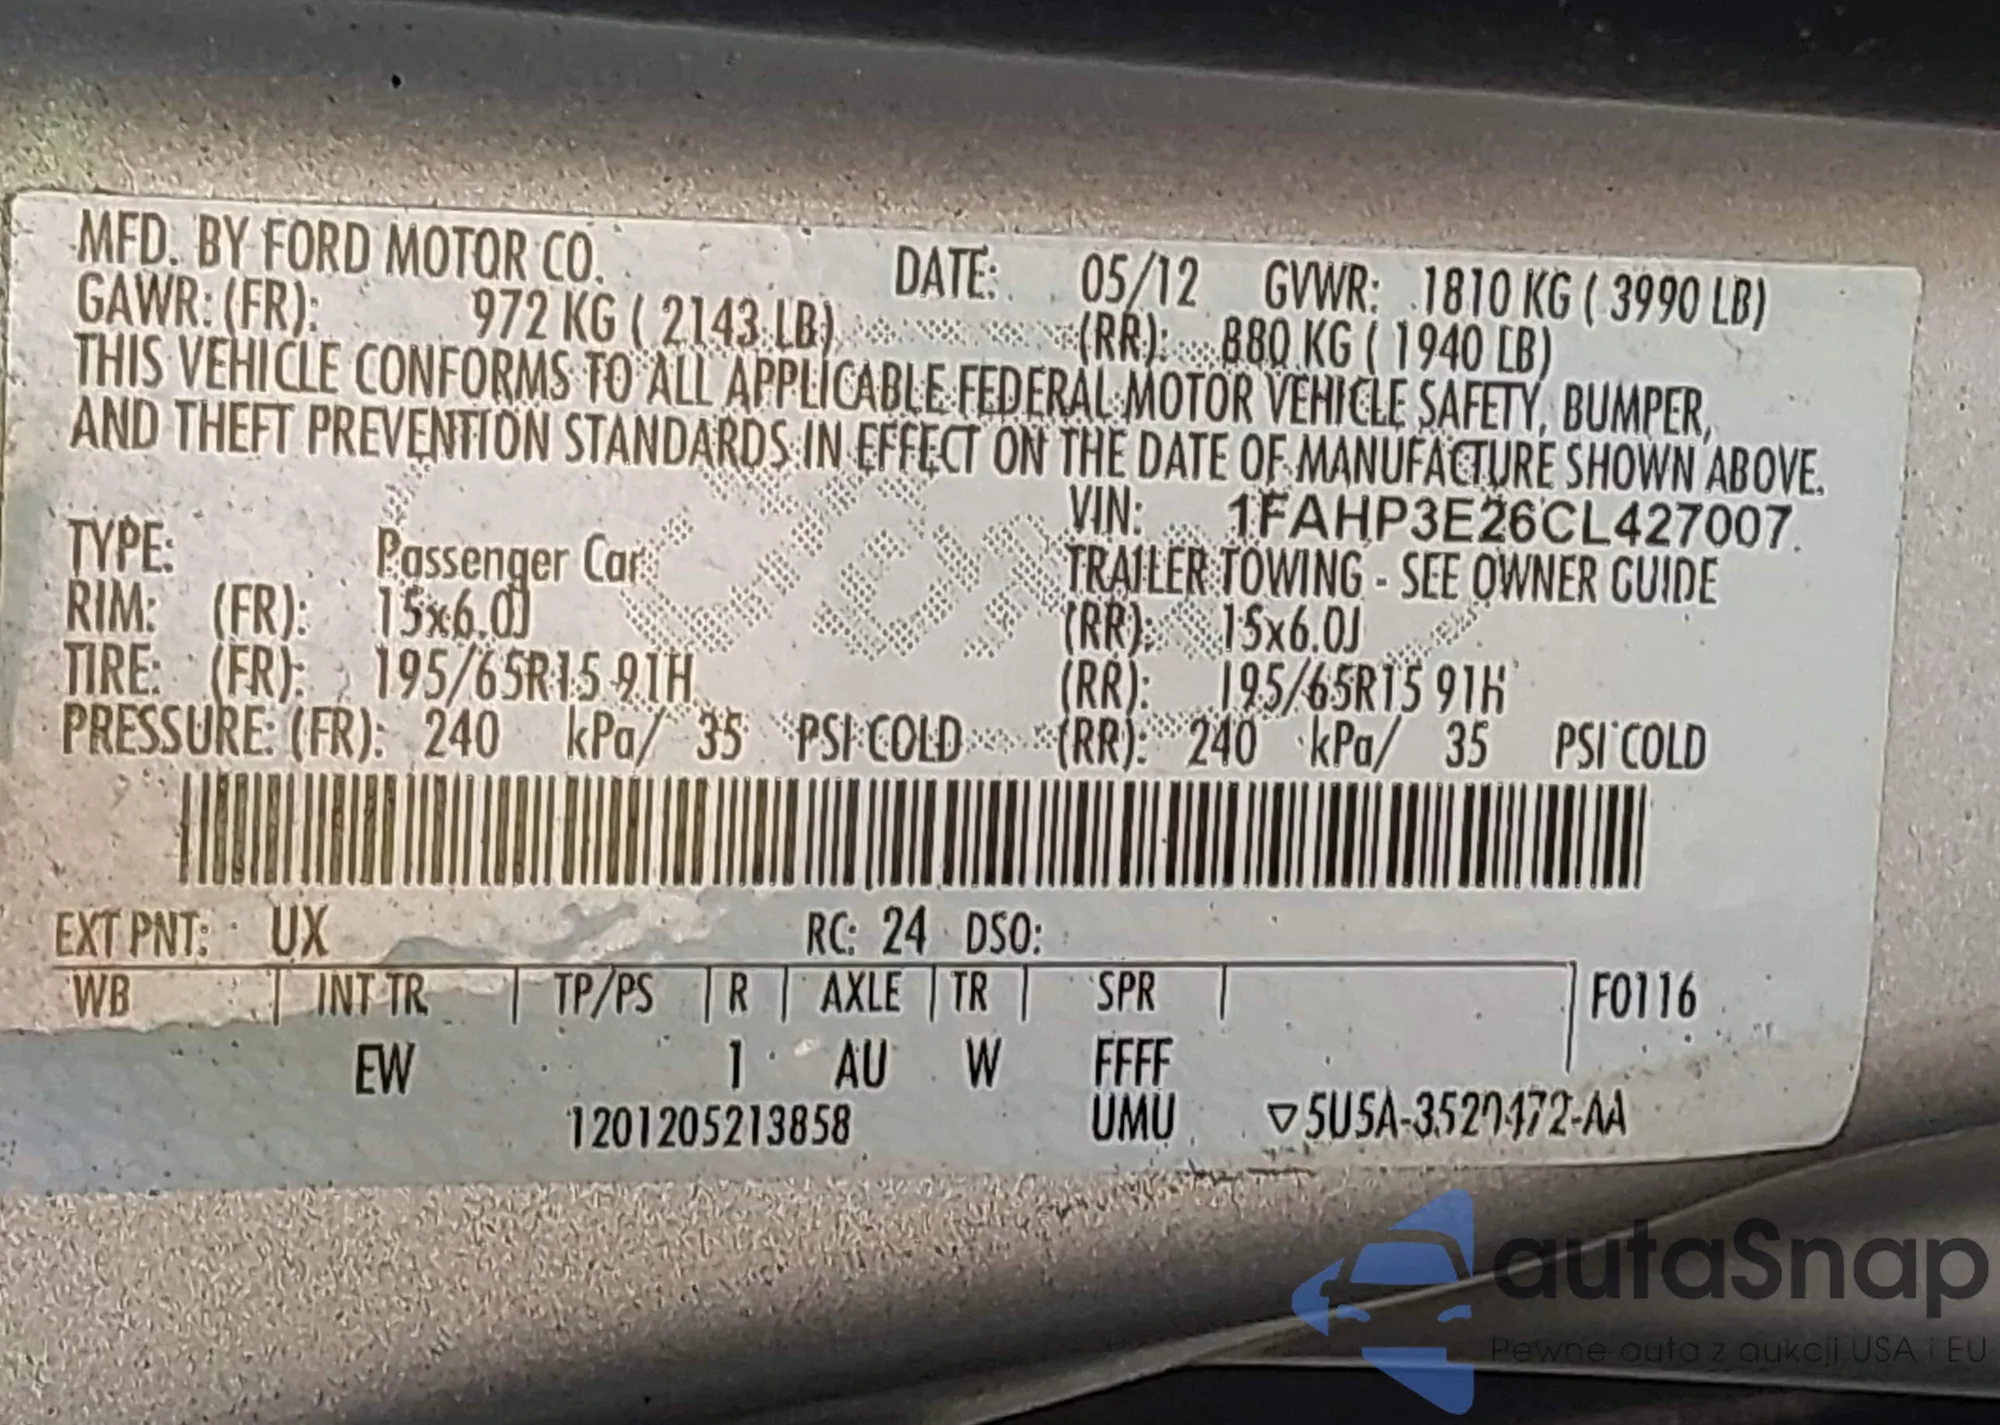 MFD. BY FORD MOTOR CO. DATE: 05/12 GVWR: 1810 KG ( 3990 LB)
GAWR: (FR): 972 KG ( 2143 LB) (RR): 880 KG ( 1940 LB)
THIS VEHICLE CONFORMS TO ALL APPLICABLE FEDERAL MOTOR VEHICLE SAFETY, BUMPER,
AND THEFT PREVENTION STANDARDS IN EFFECT ON THE DATE OF MANUFACTURE SHOWN ABOVE.
VIN: 1FAHP3E26CL427007
TYPE: Passenger Car TRAILER TOWING - SEE OWNER GUIDE
RIM: (FR): 15x6.0J (RR): 15x6.0J
TIRE: (FR): 195/65R15 91H (RR): 195/65R15 91H
PRESSURE: (FR): 240 kPa/ 35 PSI COLD (RR): 240 kPa/ 35 PSI COLD
EXT PNT: UX RC: 24 DSO:
WB INT TR TP/PS R AXLE TR SPR F0116
EW 1 AU W FFFF
1201205213858 UMU ▽5U5A-3520472-AA
autaSnap
Pewne auta z aukcji USA i EU